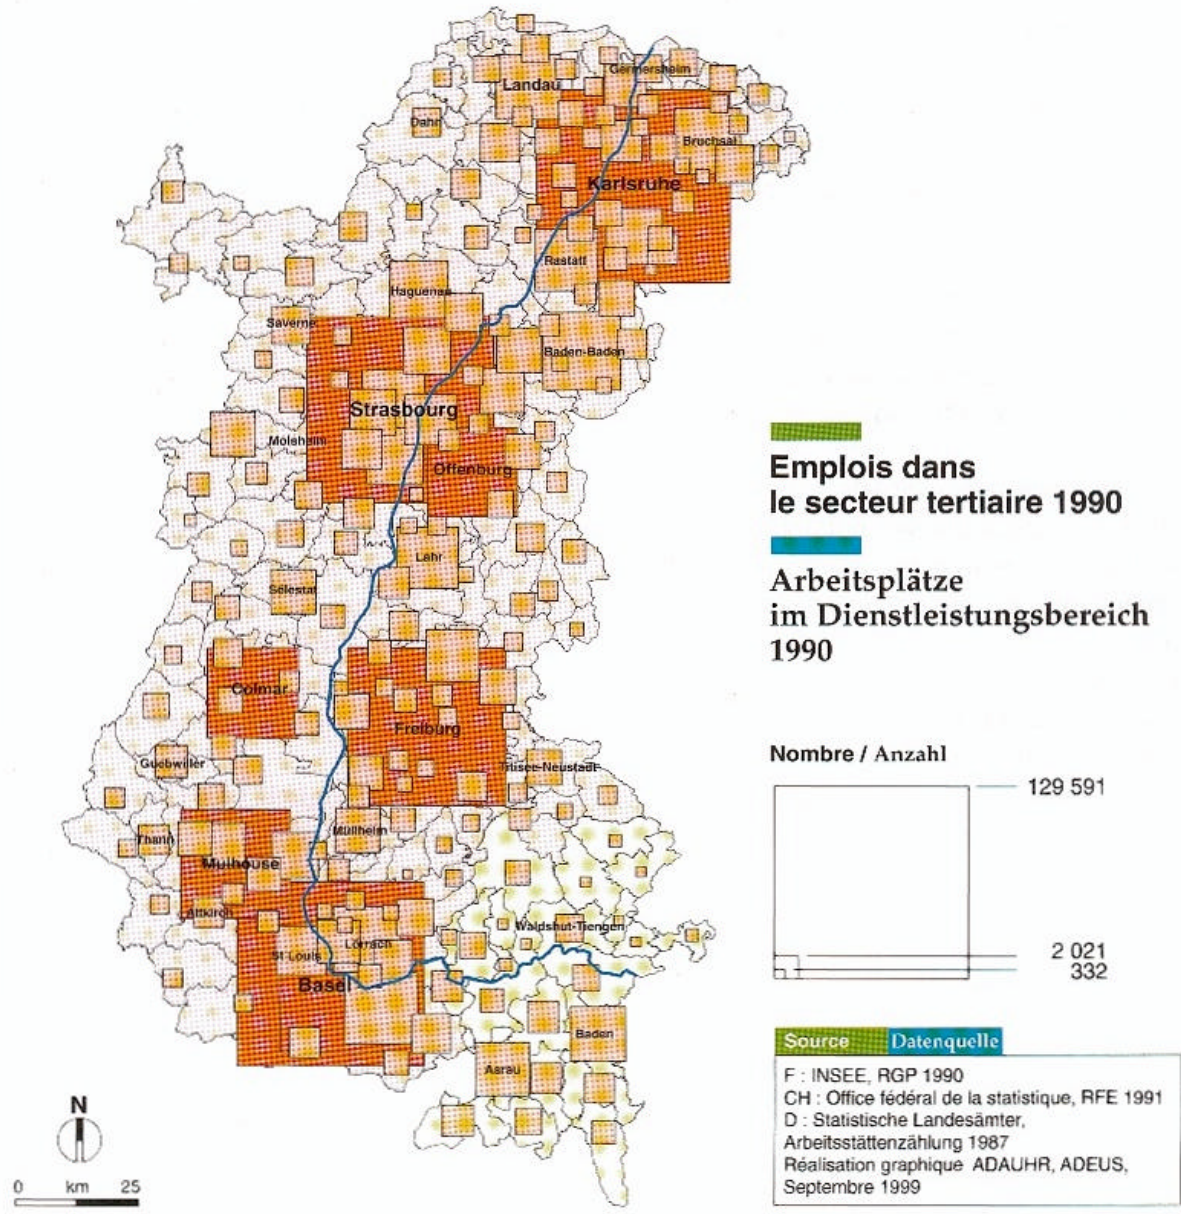 Landau
Germersheim
Dahn
Bruchsal
Karlsruhe
Rastatt
Haguenau
Saverne
Baden-Baden
Strasbourg
Molsheim
Offenburg
Lahr
Sélestat
Colmar
Freiburg
Guebwiller
Titisee-Neustadt
Thann
Müllheim
Mulhouse
Altkirch
Waldshut-Tiengen
Lörrach
St Louis
Basel
Baden
Aarau
Emplois dans
le secteur tertiaire 1990
Arbeitsplätze
im Dienstleistungsbereich
1990
Nombre / Anzahl
129 591
2 021
332
Source Datenquelle
F : INSEE, RGP 1990
CH : Office fédéral de la statistique, RFE 1991
D : Statistische Landesämter,
Arbeitsstättenzählung 1987
Réalisation graphique ADAUHR, ADEUS,
Septembre 1999
N
0 km 25